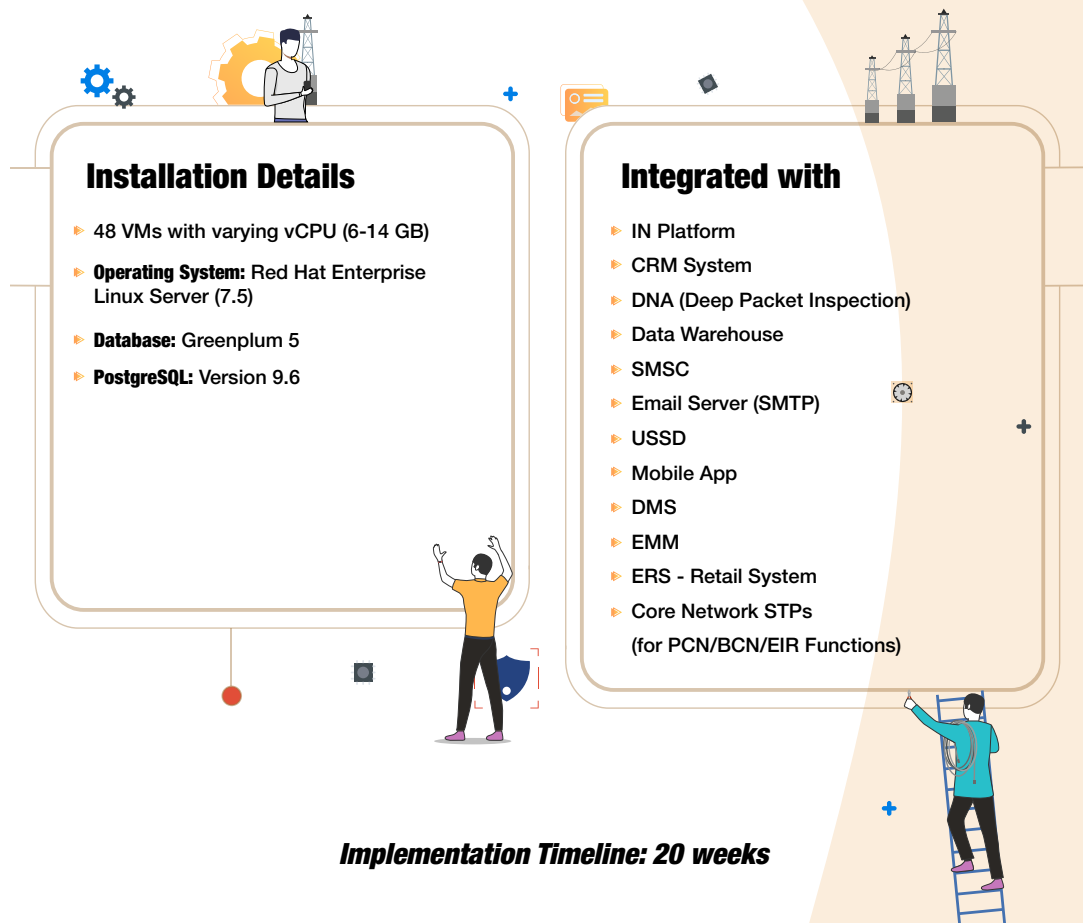 Installation Details
48 VMs with varying vCPU (6-14 GB)
Operating System: Red Hat Enterprise
Linux Server (7.5)
Database: Greenplum 5
PostgreSQL: Version 9.6
Integrated with
IN Platform
CRM System
DNA (Deep Packet Inspection)
Data Warehouse
SMSC
Email Server (SMTP)
USSD
Mobile App
DMS
EMM
ERS - Retail System
Core Network STPs
(for PCN/BCN/EIR Functions)
Implementation Timeline: 20 weeks